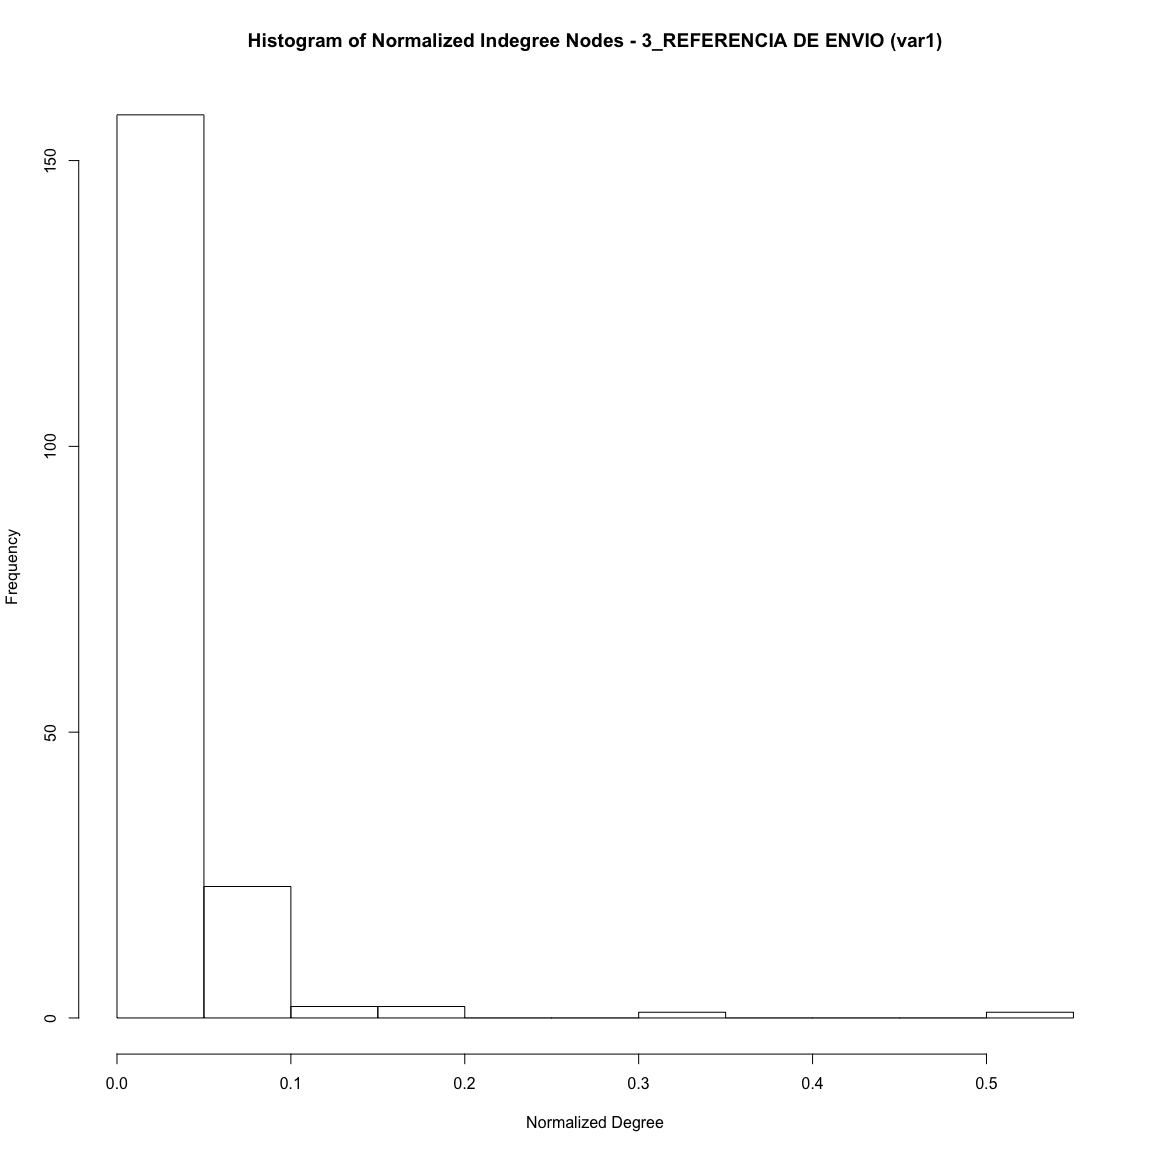 Histogram of Normalized Indegree Nodes - 3_REFERENCIA DE ENVIO (var1)
150
100
50
0
Frequency
0.0 0.1 0.2 0.3 0.4 0.5
Normalized Degree